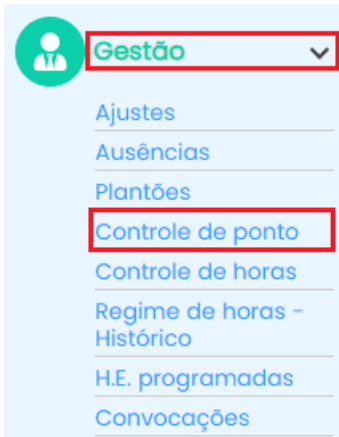 Gestão
Ajustes
Ausências
Plantões
Controle de ponto
Controle de horas
Regime de horas -
Histórico
H.E. programadas
Convocações